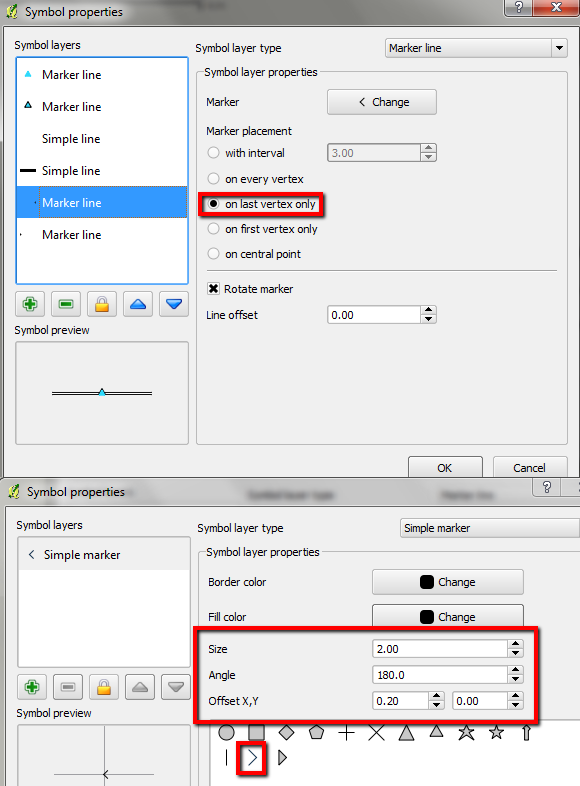 Symbol properties
Symbol layers
Symbol layer type
Marker line
Marker line
Marker line
Simple line
Simple line
Marker line
Marker line
Symbol layer properties
Marker
Change
Marker placement
with interval
3.00
on every vertex
on last vertex only
on first vertex only
on central point
Rotate marker
Line offset
0.00
Symbol preview
OK
Cancel
Symbol properties
Symbol layers
Symbol layer type
Simple marker
Simple marker
Symbol layer properties
Border color
Change
Fill color
Change
Size
2.00
Angle
180.0
Offset X,Y
0.20
0.00
Symbol preview